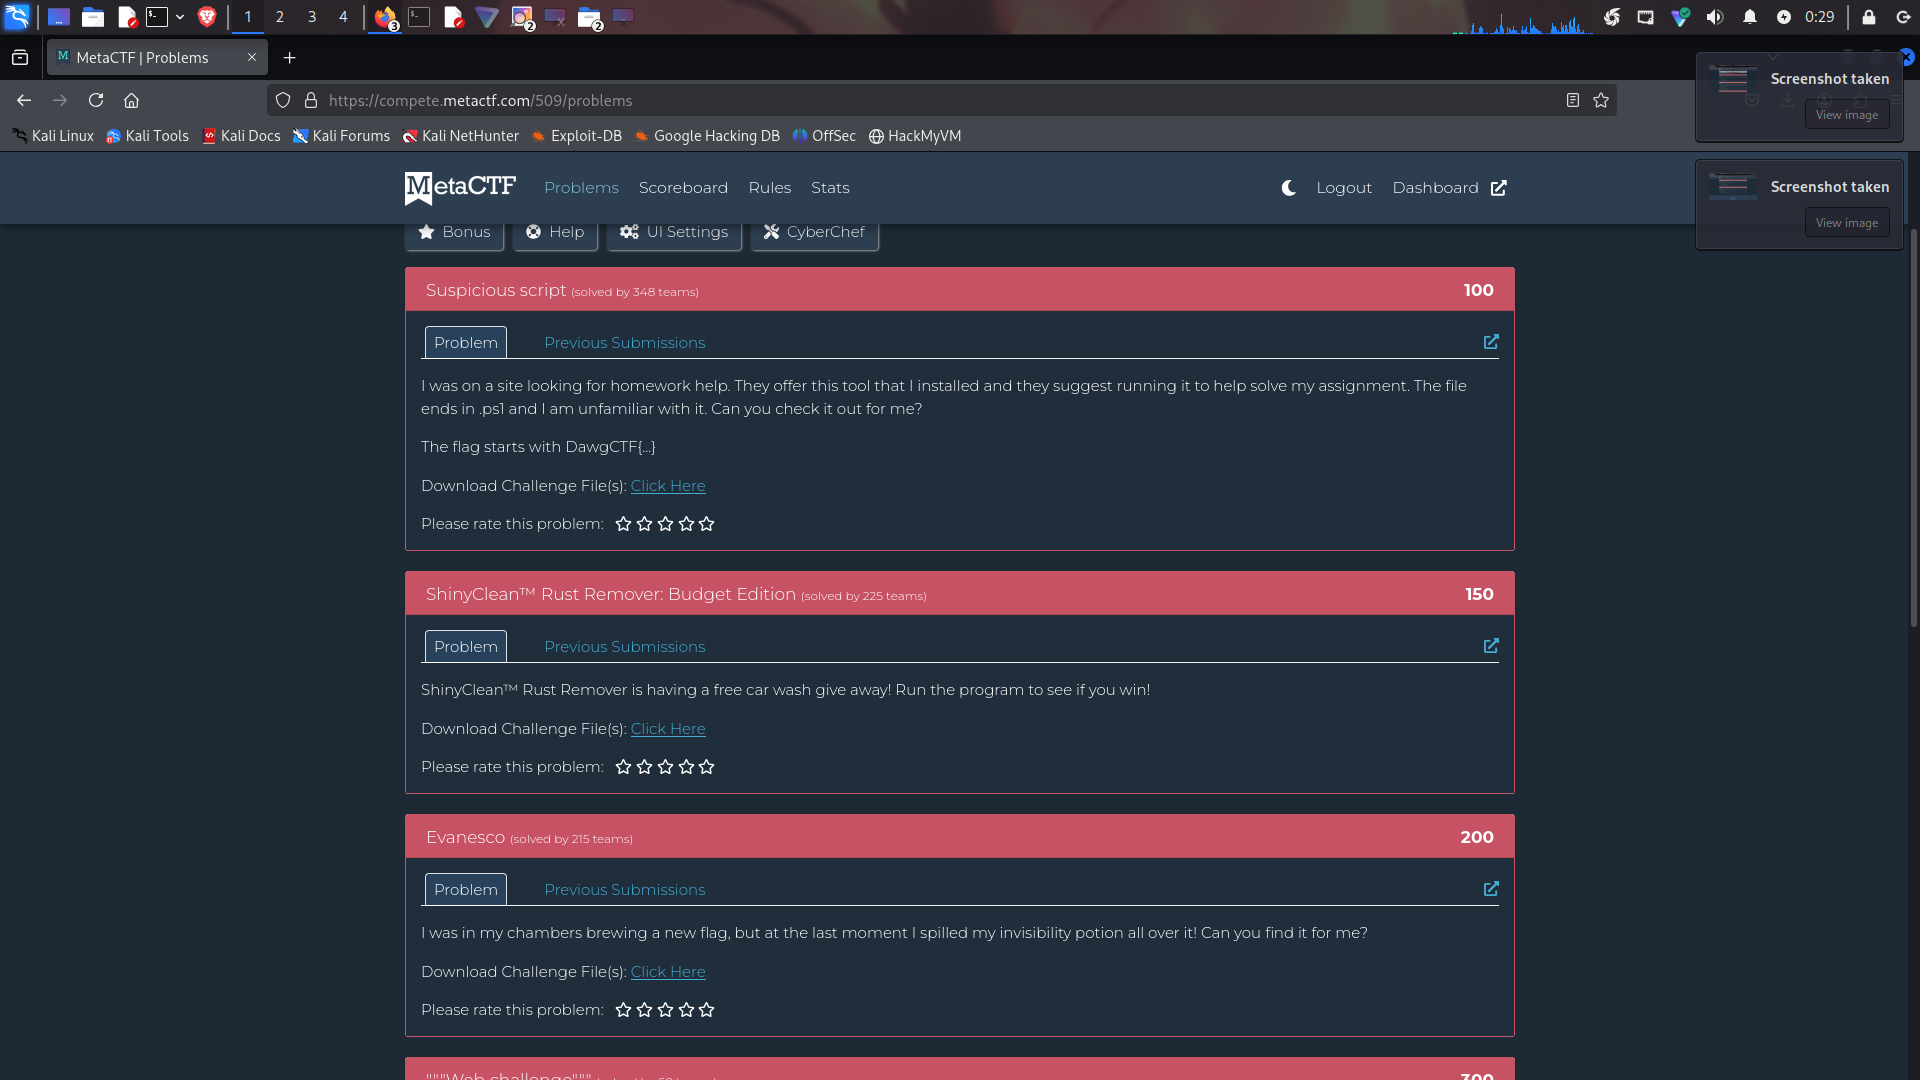 1 2 3 4 3 2 2 0:29
MetaCTF | Problems
https://compete.metactf.com/509/problems
Kali Linux Kali Tools Kali Docs Kali Forums Kali NetHunter Exploit-DB Google Hacking DB OffSec HackMyVM
Screenshot taken
View image
Screenshot taken
View image
MetaCTF Problems Scoreboard Rules Stats Logout Dashboard
Bonus Help UI Settings CyberChef
Suspicious script (solved by 348 teams) 100
Problem Previous Submissions
I was on a site looking for homework help. They offer this tool that I installed and they suggest running it to help solve my assignment. The file
ends in .ps1 and I am unfamiliar with it. Can you check it out for me?
The flag starts with DawgCTF{...}
Download Challenge File(s): Click Here
Please rate this problem:
ShinyClean™ Rust Remover: Budget Edition (solved by 225 teams) 150
Problem Previous Submissions
ShinyClean™ Rust Remover is having a free car wash give away! Run the program to see if you win!
Download Challenge File(s): Click Here
Please rate this problem:
Evanesco (solved by 215 teams) 200
Problem Previous Submissions
I was in my chambers brewing a new flag, but at the last moment I spilled my invisibility potion all over it! Can you find it for me?
Download Challenge File(s): Click Here
Please rate this problem:
"""Web challenge""" 300